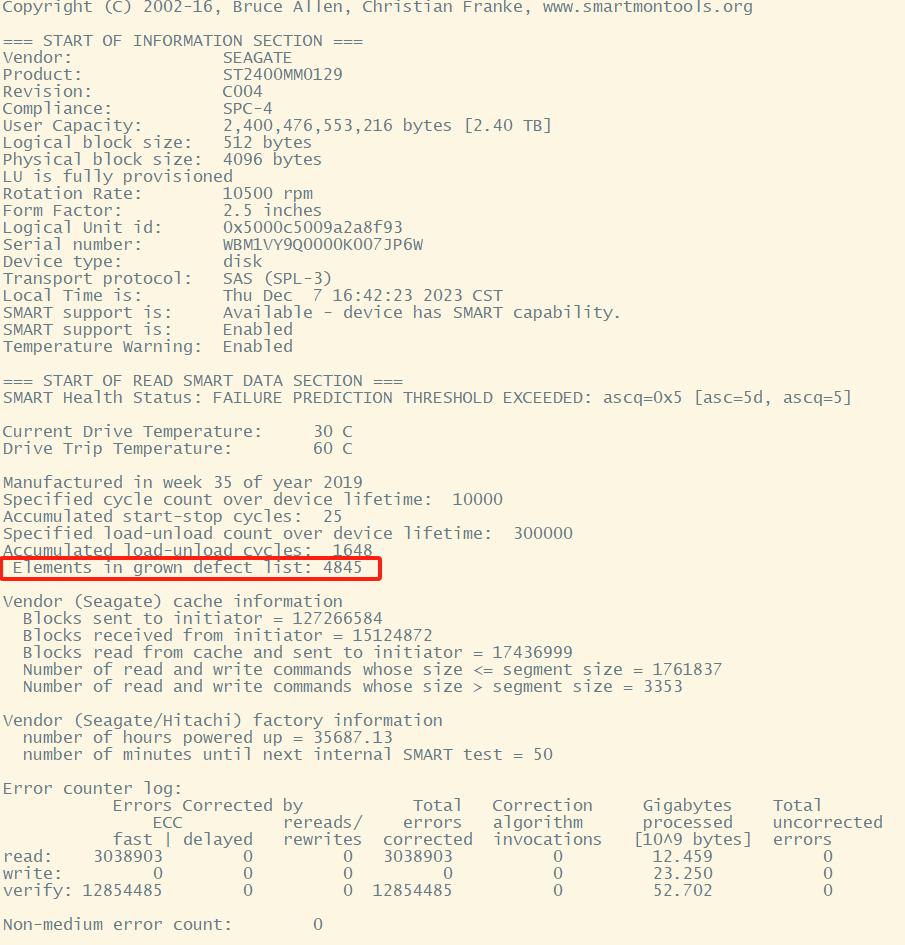 Copyright (C) 2002-16, Bruce Allen, Christian Franke, www.smartmontools.org

=== START OF INFORMATION SECTION ===
Vendor:               SEAGATE
Product:              ST2400MM0129
Revision:             C004
Compliance:           SPC-4
User Capacity:        2,400,476,553,216 bytes [2.40 TB]
Logical block size:   512 bytes
Physical block size:  4096 bytes
LU is fully provisioned
Rotation Rate:        10500 rpm
Form Factor:          2.5 inches
Logical Unit id:      0x5000c5009a2a8f93
Serial number:        WBM1VY9Q0000K007JP6W
Device type:          disk
Transport protocol:   SAS (SPL-3)
Local Time is:        Thu Dec  7 16:42:23 2023 CST
SMART support is:     Available - device has SMART capability.
SMART support is:     Enabled
Temperature Warning:  Enabled

=== START OF READ SMART DATA SECTION ===
SMART Health Status: FAILURE PREDICTION THRESHOLD EXCEEDED: ascq=0x5 [asc=5d, ascq=5]

Current Drive Temperature:     30 C
Drive Trip Temperature:        60 C

Manufactured in week 35 of year 2019
Specified cycle count over device lifetime:  10000
Accumulated start-stop cycles:  25
Specified load-unload count over device lifetime:  300000
Accumulated load-unload cycles:  1648
Elements in grown defect list: 4845

Vendor (Seagate) cache information
  Blocks sent to initiator = 127266584
  Blocks received from initiator = 15124872
  Blocks read from cache and sent to initiator = 17436999
  Number of read and write commands whose size <= segment size = 1761837
  Number of read and write commands whose size > segment size = 3353

Vendor (Seagate/Hitachi) factory information
  number of hours powered up = 35687.13
  number of minutes until next internal SMART test = 50

Error counter log:
           Errors Corrected by           Total   Correction     Gigabytes    Total
               ECC          rereads/    errors   algorithm      processed    uncorrected
           fast | delayed   rewrites  corrected  invocations   [10^9 bytes]  errors
read:    3038903        0         0   3038903          0         12.459           0
write:         0        0         0         0          0         23.250           0
verify: 12854485        0         0  12854485          0         52.702           0

Non-medium error count:        0